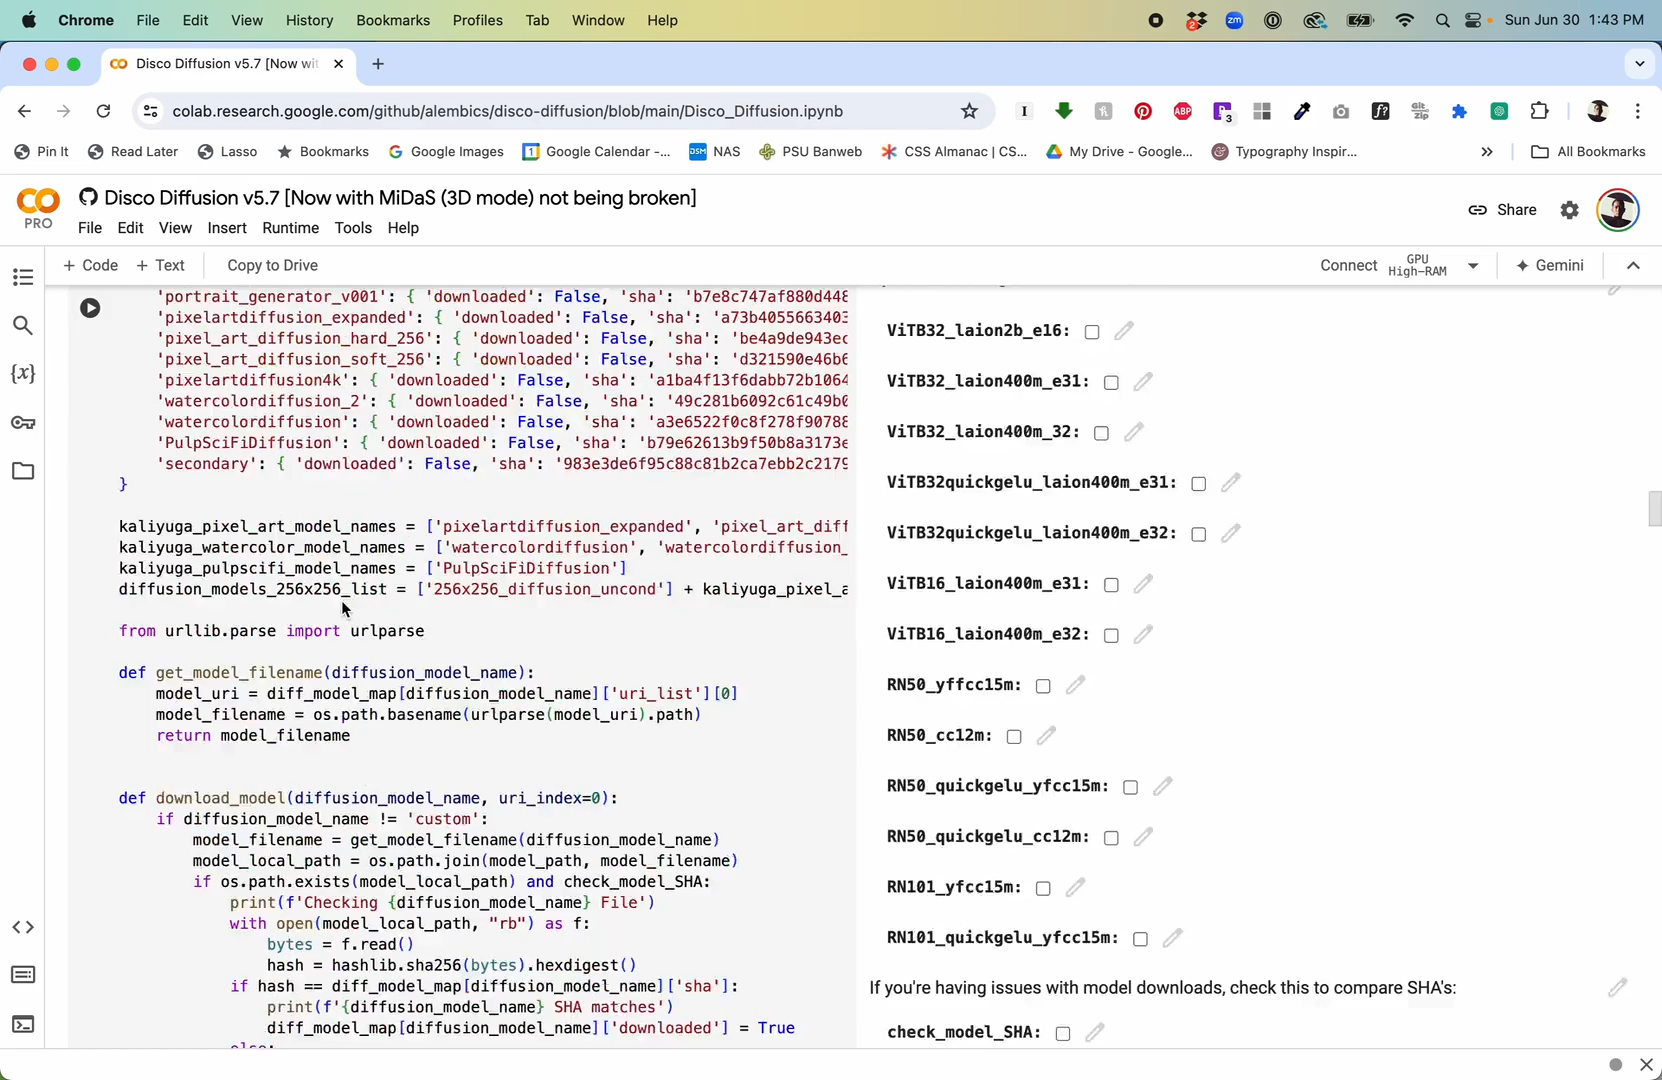 Chrome File Edit View History Bookmarks Profiles Tab Window Help
2 zm Sun Jun 30 1:43 PM
Disco Diffusion v5.7 [Now wit
colab.research.google.com/github/alembics/disco-diffusion/blob/main/Disco_Diffusion.ipynb
ABP 3 f?
Pin It Read Later Lasso Bookmarks Google Images Google Calendar -... DSM NAS PSU Banweb CSS Almanac | CS... My Drive - Google... Typography Inspir... » All Bookmarks
Disco Diffusion v5.7 [Now with MiDaS (3D mode) not being broken]
PRO
File Edit View Insert Runtime Tools Help
Share
+ Code + Text Copy to Drive
Connect GPU High-RAM Gemini
'portrait_generator_v001': { 'downloaded': False, 'sha': 'b7e8c747af880d448
'pixelartdiffusion_expanded': { 'downloaded': False, 'sha': 'a73b4055663403
'pixel_art_diffusion_hard_256': { 'downloaded': False, 'sha': 'be4a9de943ec
'pixel_art_diffusion_soft_256': { 'downloaded': False, 'sha': 'd321590e46b6
'pixelartdiffusion4k': { 'downloaded': False, 'sha': 'a1ba4f13f6dabb72b1064
'watercolordiffusion_2': { 'downloaded': False, 'sha': '49c281b6092c61c49b0
'watercolordiffusion': { 'downloaded': False, 'sha': 'a3e6522f0c8f278f90788
'PulpSciFiDiffusion': { 'downloaded': False, 'sha': 'b79e62613b9f50b8a3173e
'secondary': { 'downloaded': False, 'sha': '983e3de6f95c88c81b2ca7ebb2c2179
}
kaliyuga_pixel_art_model_names = ['pixelartdiffusion_expanded', 'pixel_art_diff
kaliyuga_watercolor_model_names = ['watercolordiffusion', 'watercolordiffusion_
kaliyuga_pulpscifi_model_names = ['PulpSciFiDiffusion']
diffusion_models_256x256_list = ['256x256_diffusion_uncond'] + kaliyuga_pixel_a
from urllib.parse import urlparse
def get_model_filename(diffusion_model_name):
model_uri = diff_model_map[diffusion_model_name]['uri_list'][0]
model_filename = os.path.basename(urlparse(model_uri).path)
return model_filename
def download_model(diffusion_model_name, uri_index=0):
if diffusion_model_name != 'custom':
model_filename = get_model_filename(diffusion_model_name)
model_local_path = os.path.join(model_path, model_filename)
if os.path.exists(model_local_path) and check_model_SHA:
print(f'Checking {diffusion_model_name} File')
with open(model_local_path, "rb") as f:
bytes = f.read()
hash = hashlib.sha256(bytes).hexdigest()
if hash == diff_model_map[diffusion_model_name]['sha']:
print(f'{diffusion_model_name} SHA matches')
diff_model_map[diffusion_model_name]['downloaded'] = True
else:
ViTB32_laion2b_e16:
ViTB32_laion400m_e31:
ViTB32_laion400m_32:
ViTB32quickgelu_laion400m_e31:
ViTB32quickgelu_laion400m_e32:
ViTB16_laion400m_e31:
ViTB16_laion400m_e32:
RN50_yffcc15m:
RN50_cc12m:
RN50_quickgelu_yfcc15m:
RN50_quickgelu_cc12m:
RN101_yfcc15m:
RN101_quickgelu_yfcc15m:
If you're having issues with model downloads, check this to compare SHA's:
check_model_SHA: